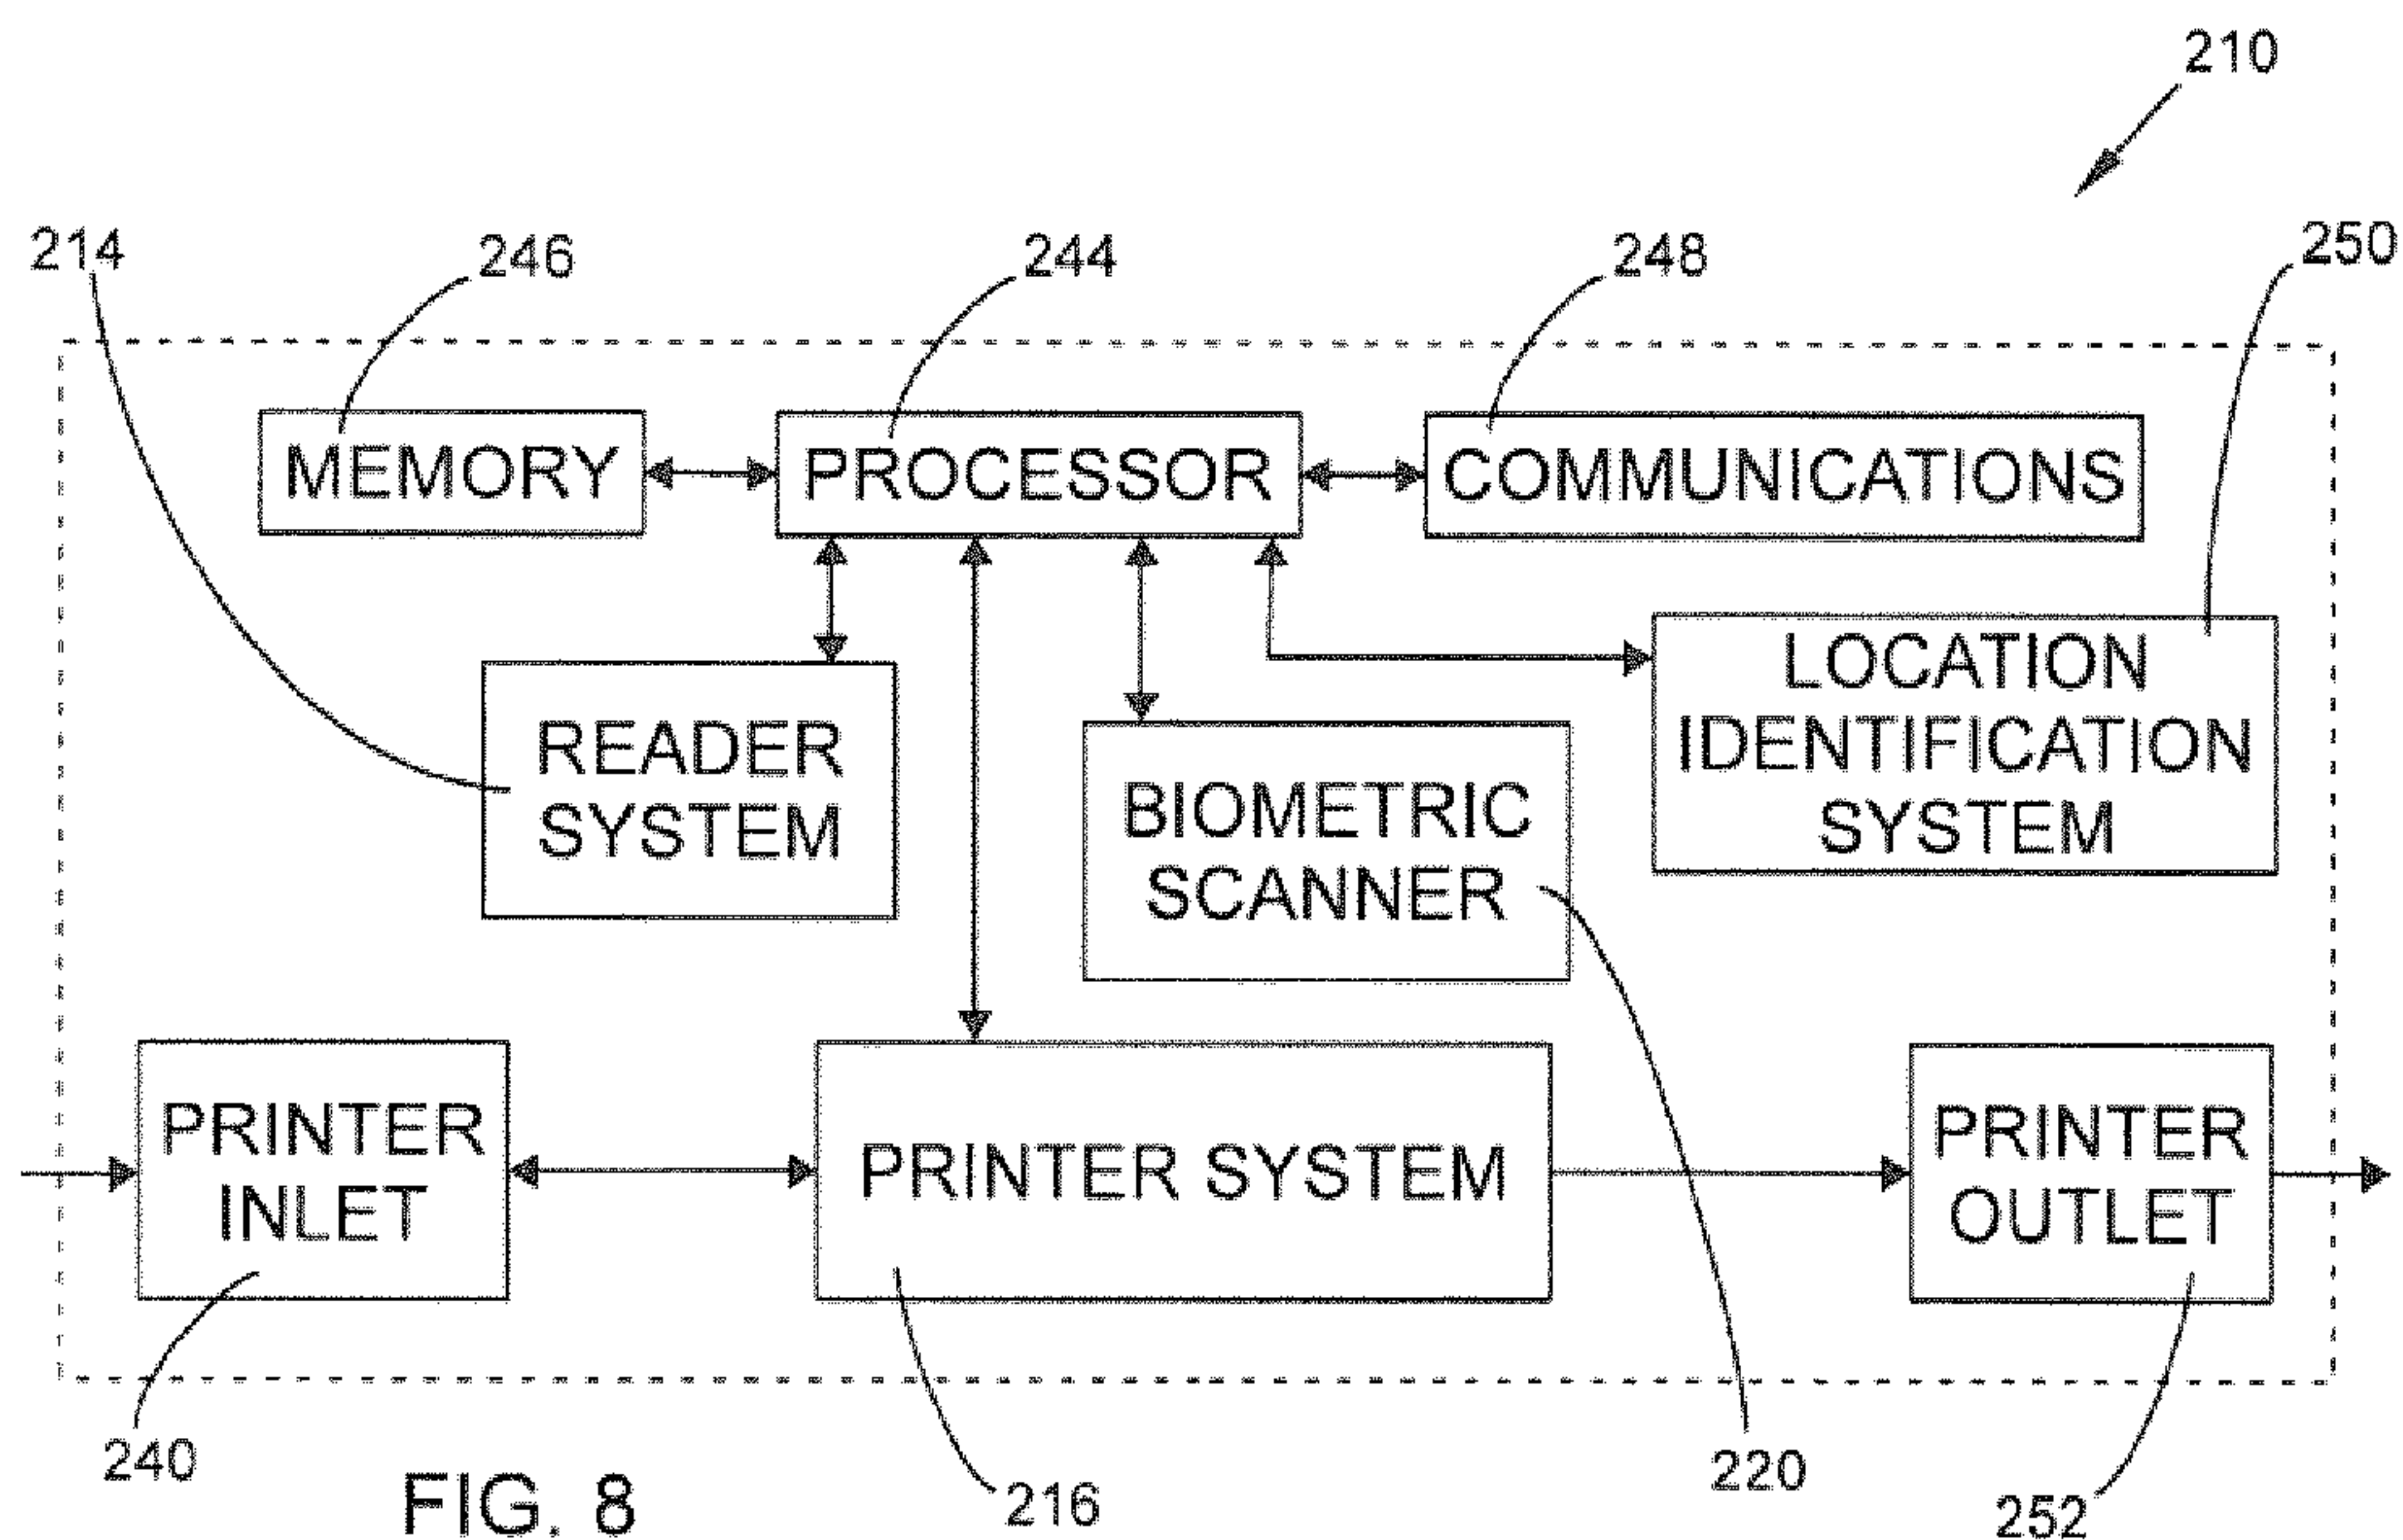 210
214
246
244
248
250
MEMORY
PROCESSOR
COMMUNICATIONS
READER
SYSTEM
BIOMETRIC
SCANNER
LOCATION
IDENTIFICATION
SYSTEM
PRINTER
INLET
PRINTER SYSTEM
PRINTER
OUTLET
240
216
220
252
FIG. 8